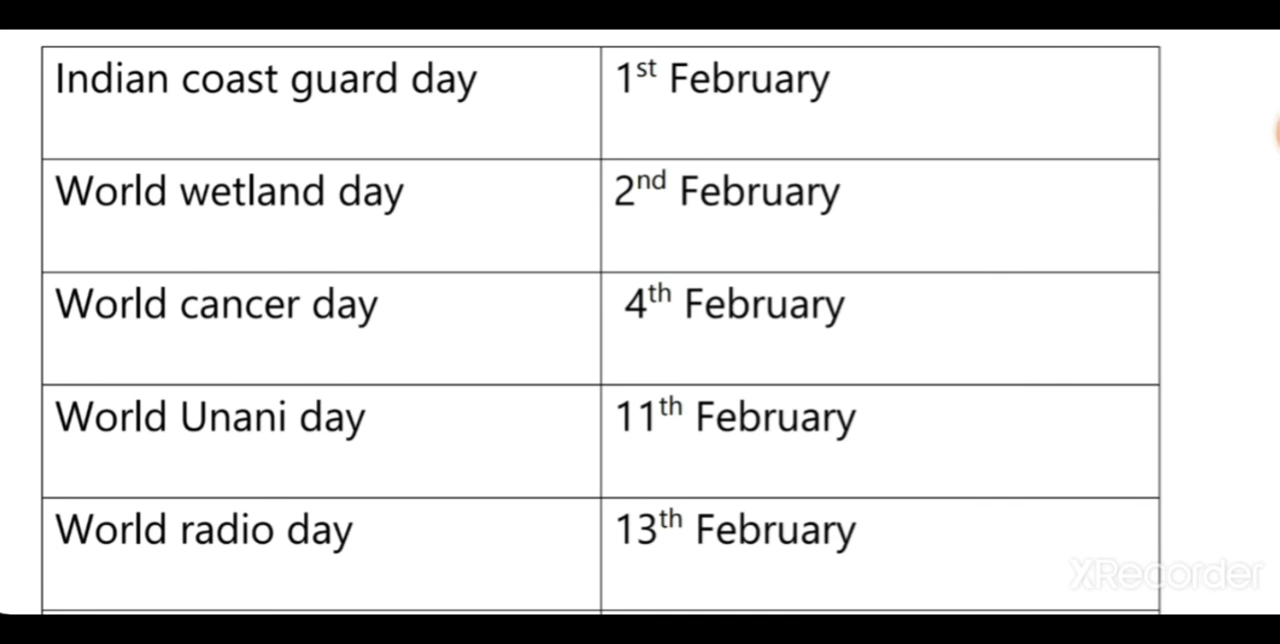 Indian coast guard day 1st February
World wetland day 2nd February
World cancer day 4th February
World Unani day 11th February
World radio day 13th February
XRecorder